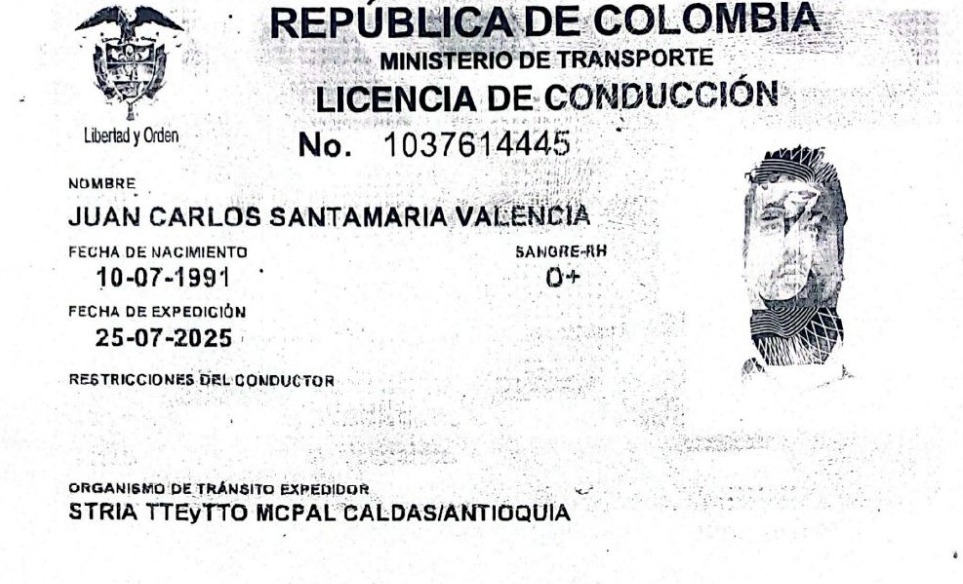 REPÚBLICA DE COLOMBIA
MINISTERIO DE TRANSPORTE
LICENCIA DE CONDUCCIÓN
Libertad y Orden
No. 1037614445
NOMBRE
JUAN CARLOS SANTAMARIA VALENCIA
FECHA DE NACIMIENTO SANGRE-RH
10-07-1991 O+
FECHA DE EXPEDICIÓN
25-07-2025
RESTRICCIONES DEL CONDUCTOR
ORGANISMO DE TRÁNSITO EXPEDIDOR
STRIA TTEyTTO MCPAL CALDAS/ANTIOQUIA